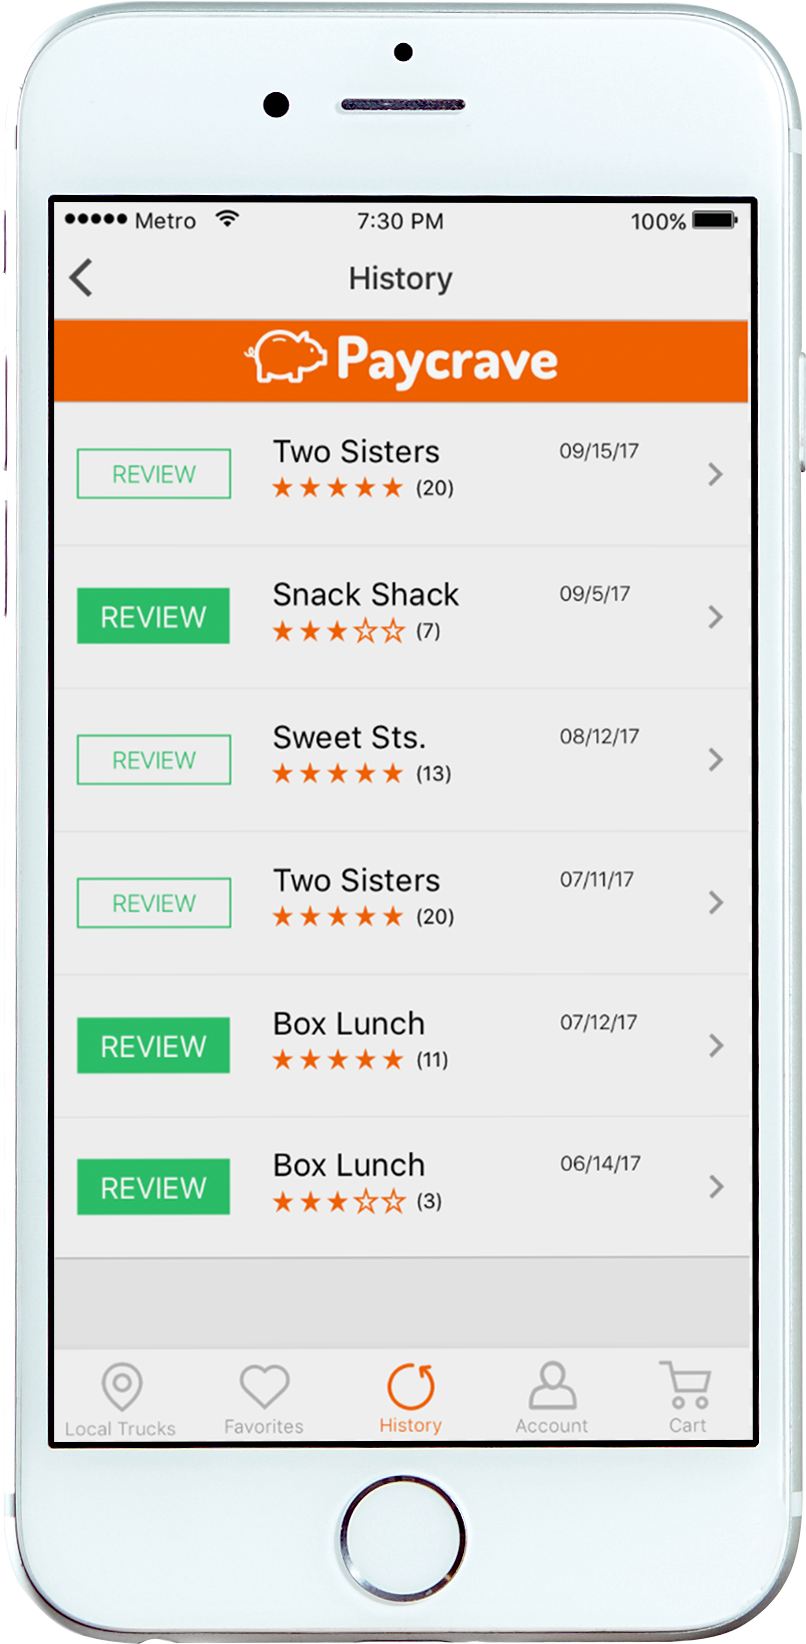 Metro 7:30 PM 100%
History
Paycrave
REVIEW Two Sisters 09/15/17
(20)
REVIEW Snack Shack 09/5/17
(7)
REVIEW Sweet Sts. 08/12/17
(13)
REVIEW Two Sisters 07/11/17
(20)
REVIEW Box Lunch 07/12/17
(11)
REVIEW Box Lunch 06/14/17
(3)
Local Trucks Favorites History Account Cart